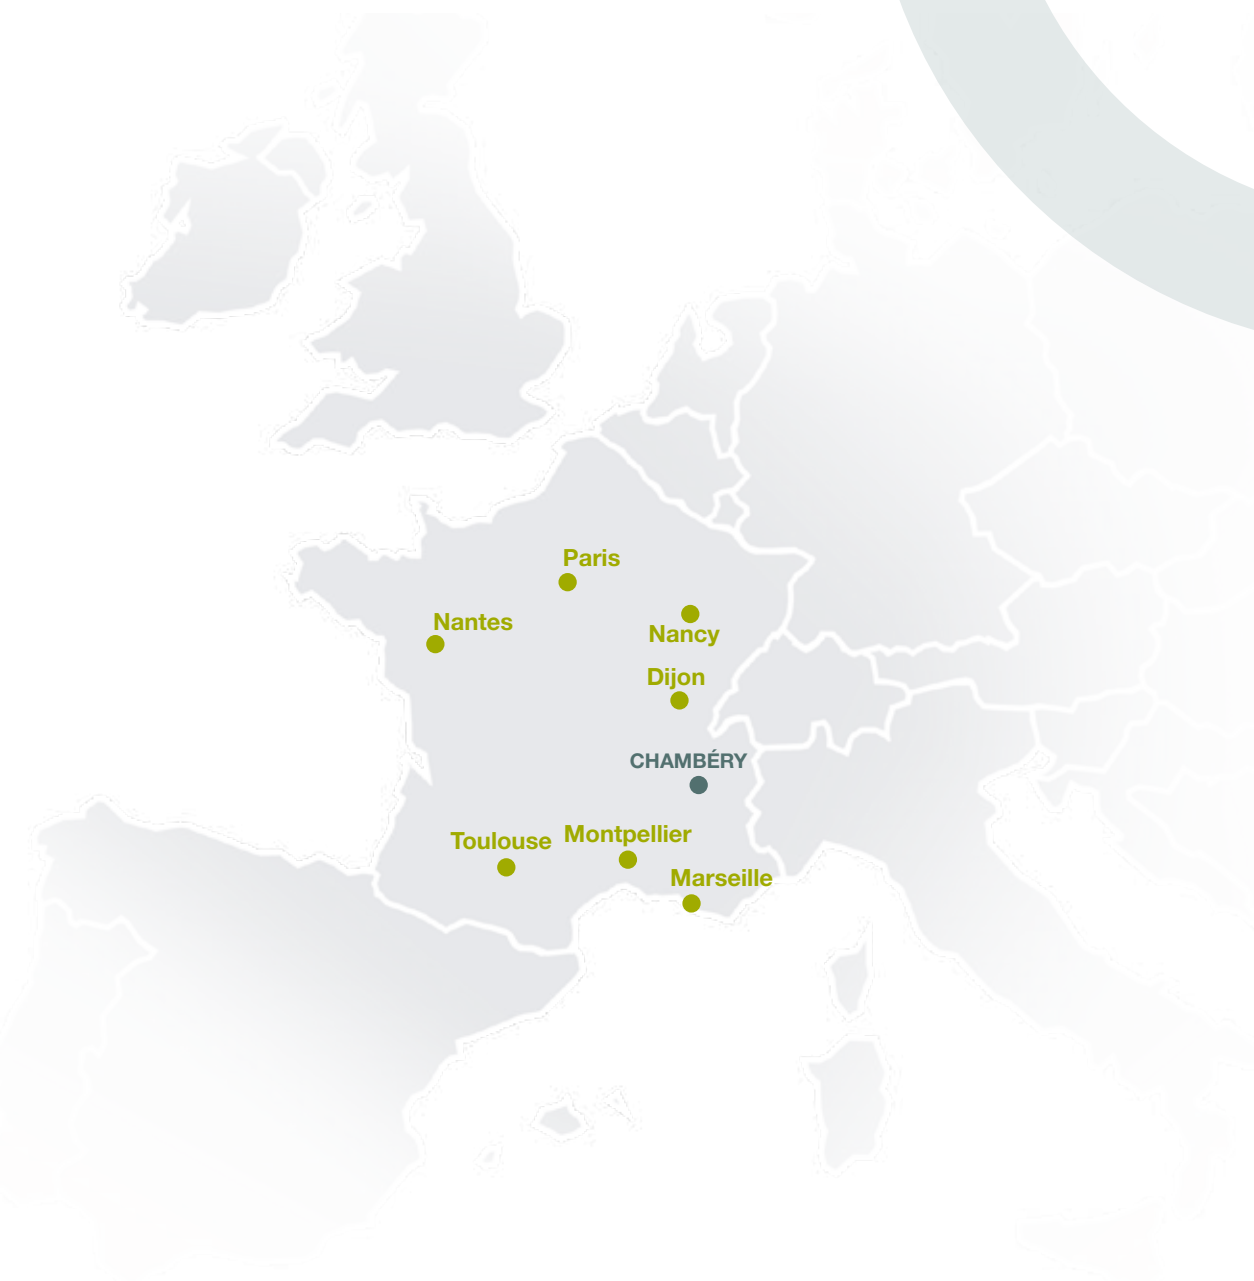 Paris
Nantes
Nancy
Dijon
CHAMBÉRY
Toulouse
Montpellier
Marseille